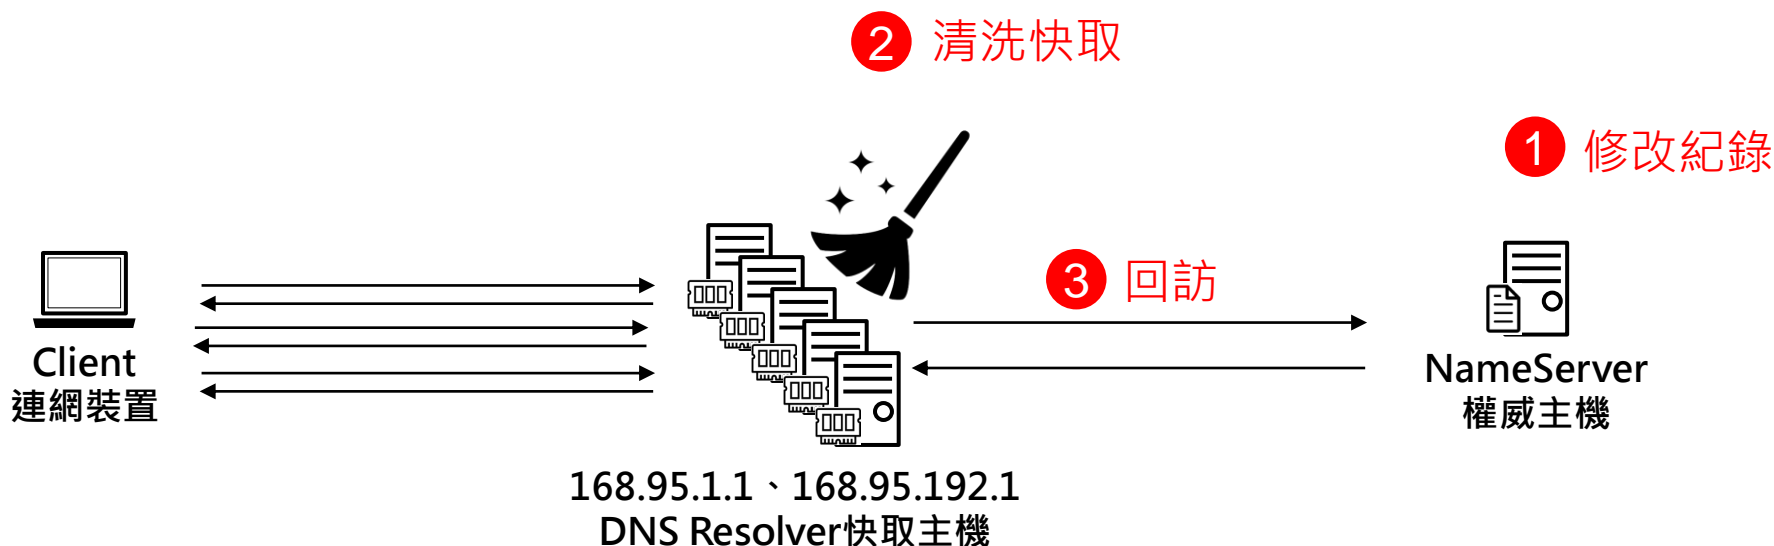 2 清洗快取
1 修改紀錄
3 回訪
Client
連網裝置
NameServer
權威主機
168.95.1.1、168.95.192.1
DNS Resolver快取主機